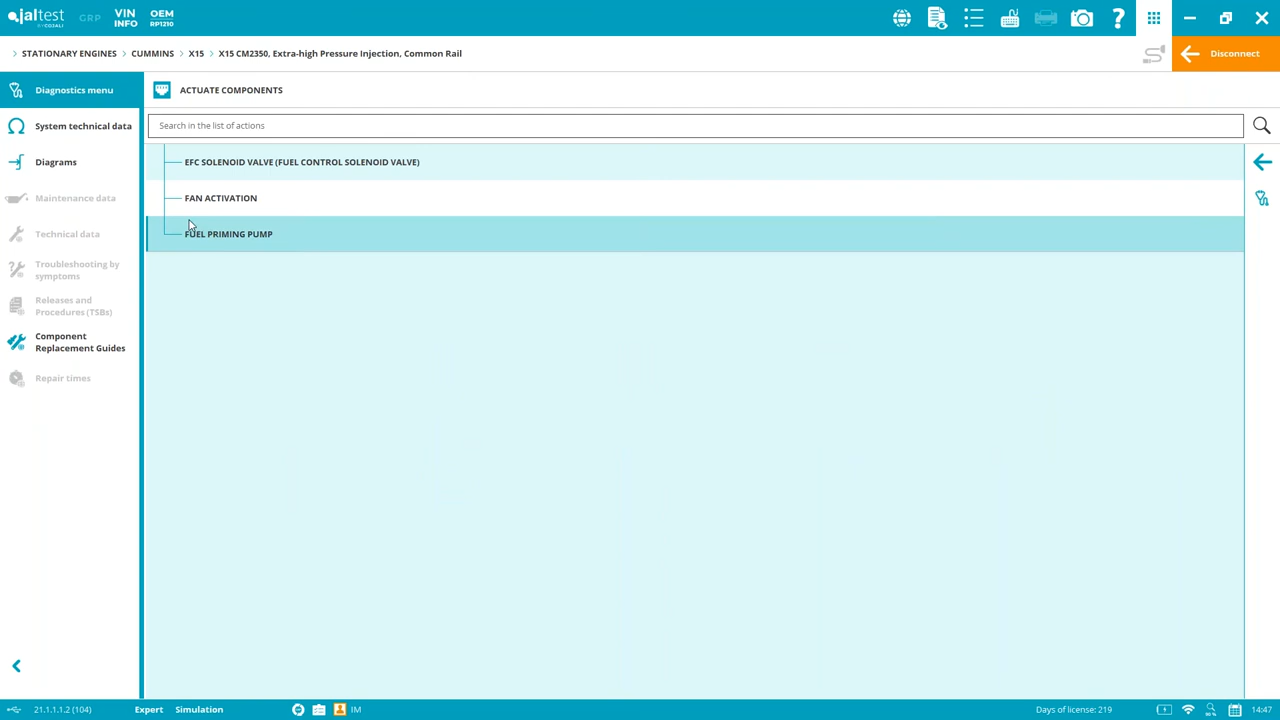 jaltest
BY COJALI
GRP
VIN
INFO
OEM
RP1210
STATIONARY ENGINES > CUMMINS > X15 > X15 CM2350, Extra-high Pressure Injection, Common Rail
Disconnect
Diagnostics menu
ACTUATE COMPONENTS
System technical data
Search in the list of actions
Diagrams
EFC SOLENOID VALVE (FUEL CONTROL SOLENOID VALVE)
Maintenance data
FAN ACTIVATION
Technical data
FUEL PRIMING PUMP
Troubleshooting by
symptoms
Releases and
Procedures (TSBs)
Component
Replacement Guides
Repair times
21.1.1.1.2 (104)
Expert
Simulation
IM
Days of license: 219
14:47